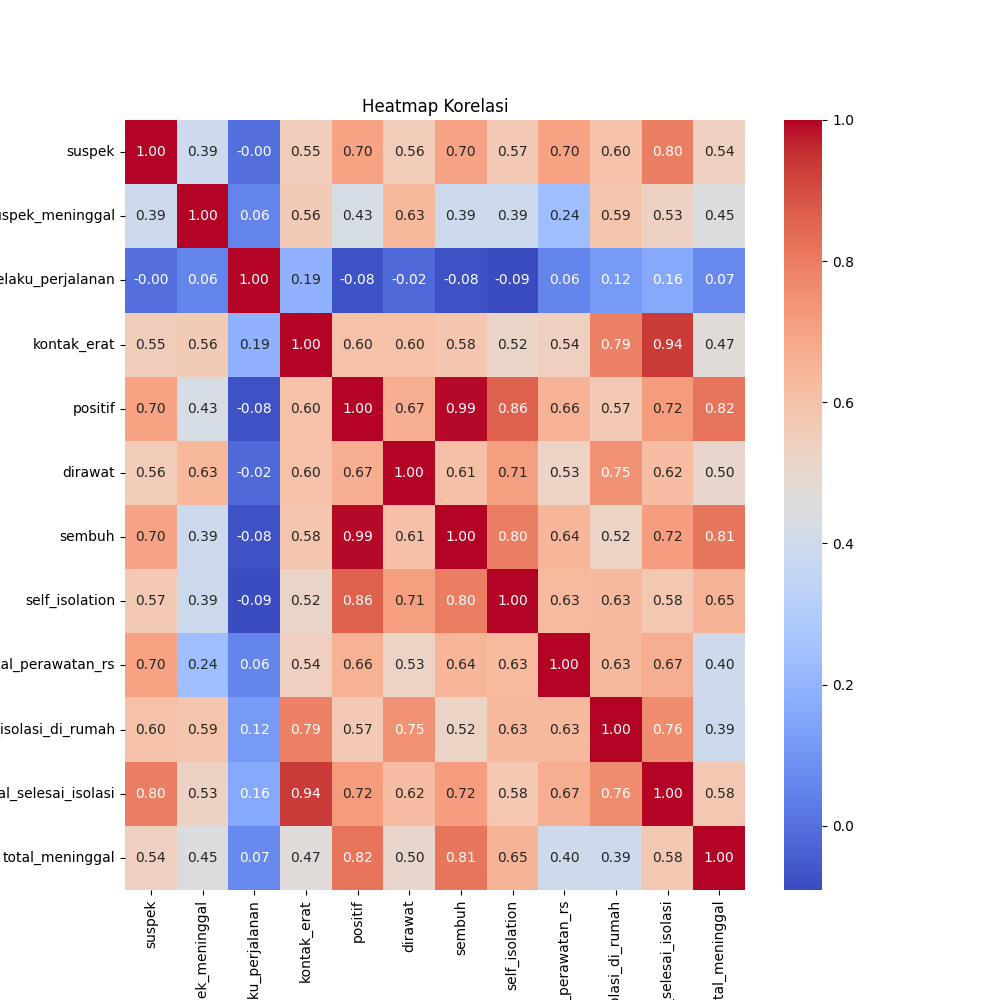 Heatmap Korelasi
suspek 1.00 0.39 -0.00 0.55 0.70 0.56 0.70 0.57 0.70 0.60 0.80 0.54
uspek_meninggal 0.39 1.00 0.06 0.56 0.43 0.63 0.39 0.39 0.24 0.59 0.53 0.45
elaku_perjalanan -0.00 0.06 1.00 0.19 -0.08 -0.02 -0.08 -0.09 0.06 0.12 0.16 0.07
kontak_erat 0.55 0.56 0.19 1.00 0.60 0.60 0.58 0.52 0.54 0.79 0.94 0.47
positif 0.70 0.43 -0.08 0.60 1.00 0.67 0.99 0.86 0.66 0.57 0.72 0.82
dirawat 0.56 0.63 -0.02 0.60 0.67 1.00 0.61 0.71 0.53 0.75 0.62 0.50
sembuh 0.70 0.39 -0.08 0.58 0.99 0.61 1.00 0.80 0.64 0.52 0.72 0.81
self_isolation 0.57 0.39 -0.09 0.52 0.86 0.71 0.80 1.00 0.63 0.63 0.58 0.65
al_perawatan_rs 0.70 0.24 0.06 0.54 0.66 0.53 0.64 0.63 1.00 0.63 0.67 0.40
isolasi_di_rumah 0.60 0.59 0.12 0.79 0.57 0.75 0.52 0.63 0.63 1.00 0.76 0.39
al_selesai_isolasi 0.80 0.53 0.16 0.94 0.72 0.62 0.72 0.58 0.67 0.76 1.00 0.58
total_meninggal 0.54 0.45 0.07 0.47 0.82 0.50 0.81 0.65 0.40 0.39 0.58 1.00
suspek
ek_meninggal
ku_perjalanan
kontak_erat
positif
dirawat
sembuh
self_isolation
_perawatan_rs
olasi_di_rumah
_selesai_isolasi
tal_meninggal
1.0
0.8
0.6
0.4
0.2
0.0